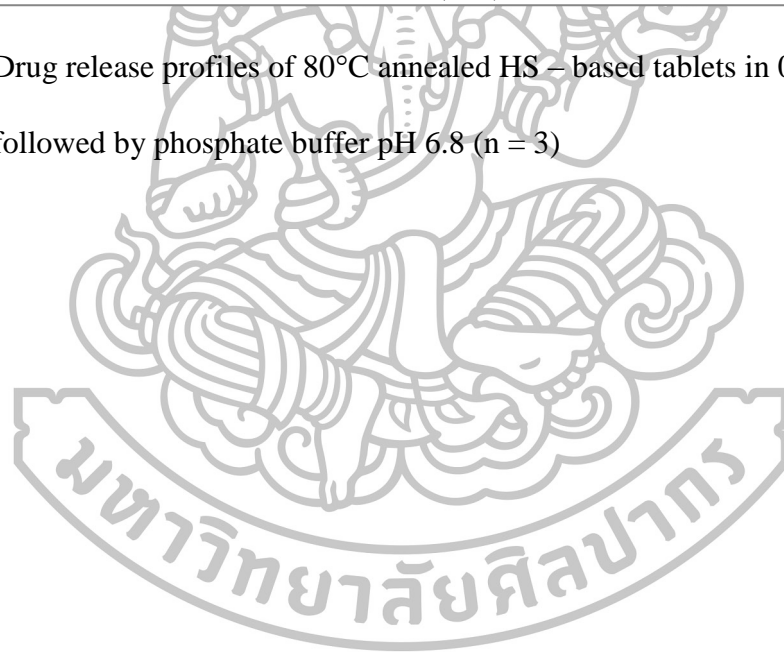 Drug release profiles of 80°C annealed HS – based tablets in 0
followed by phosphate buffer pH 6.8 (n = 3)
มหาวิทยาลัยศิลปากร